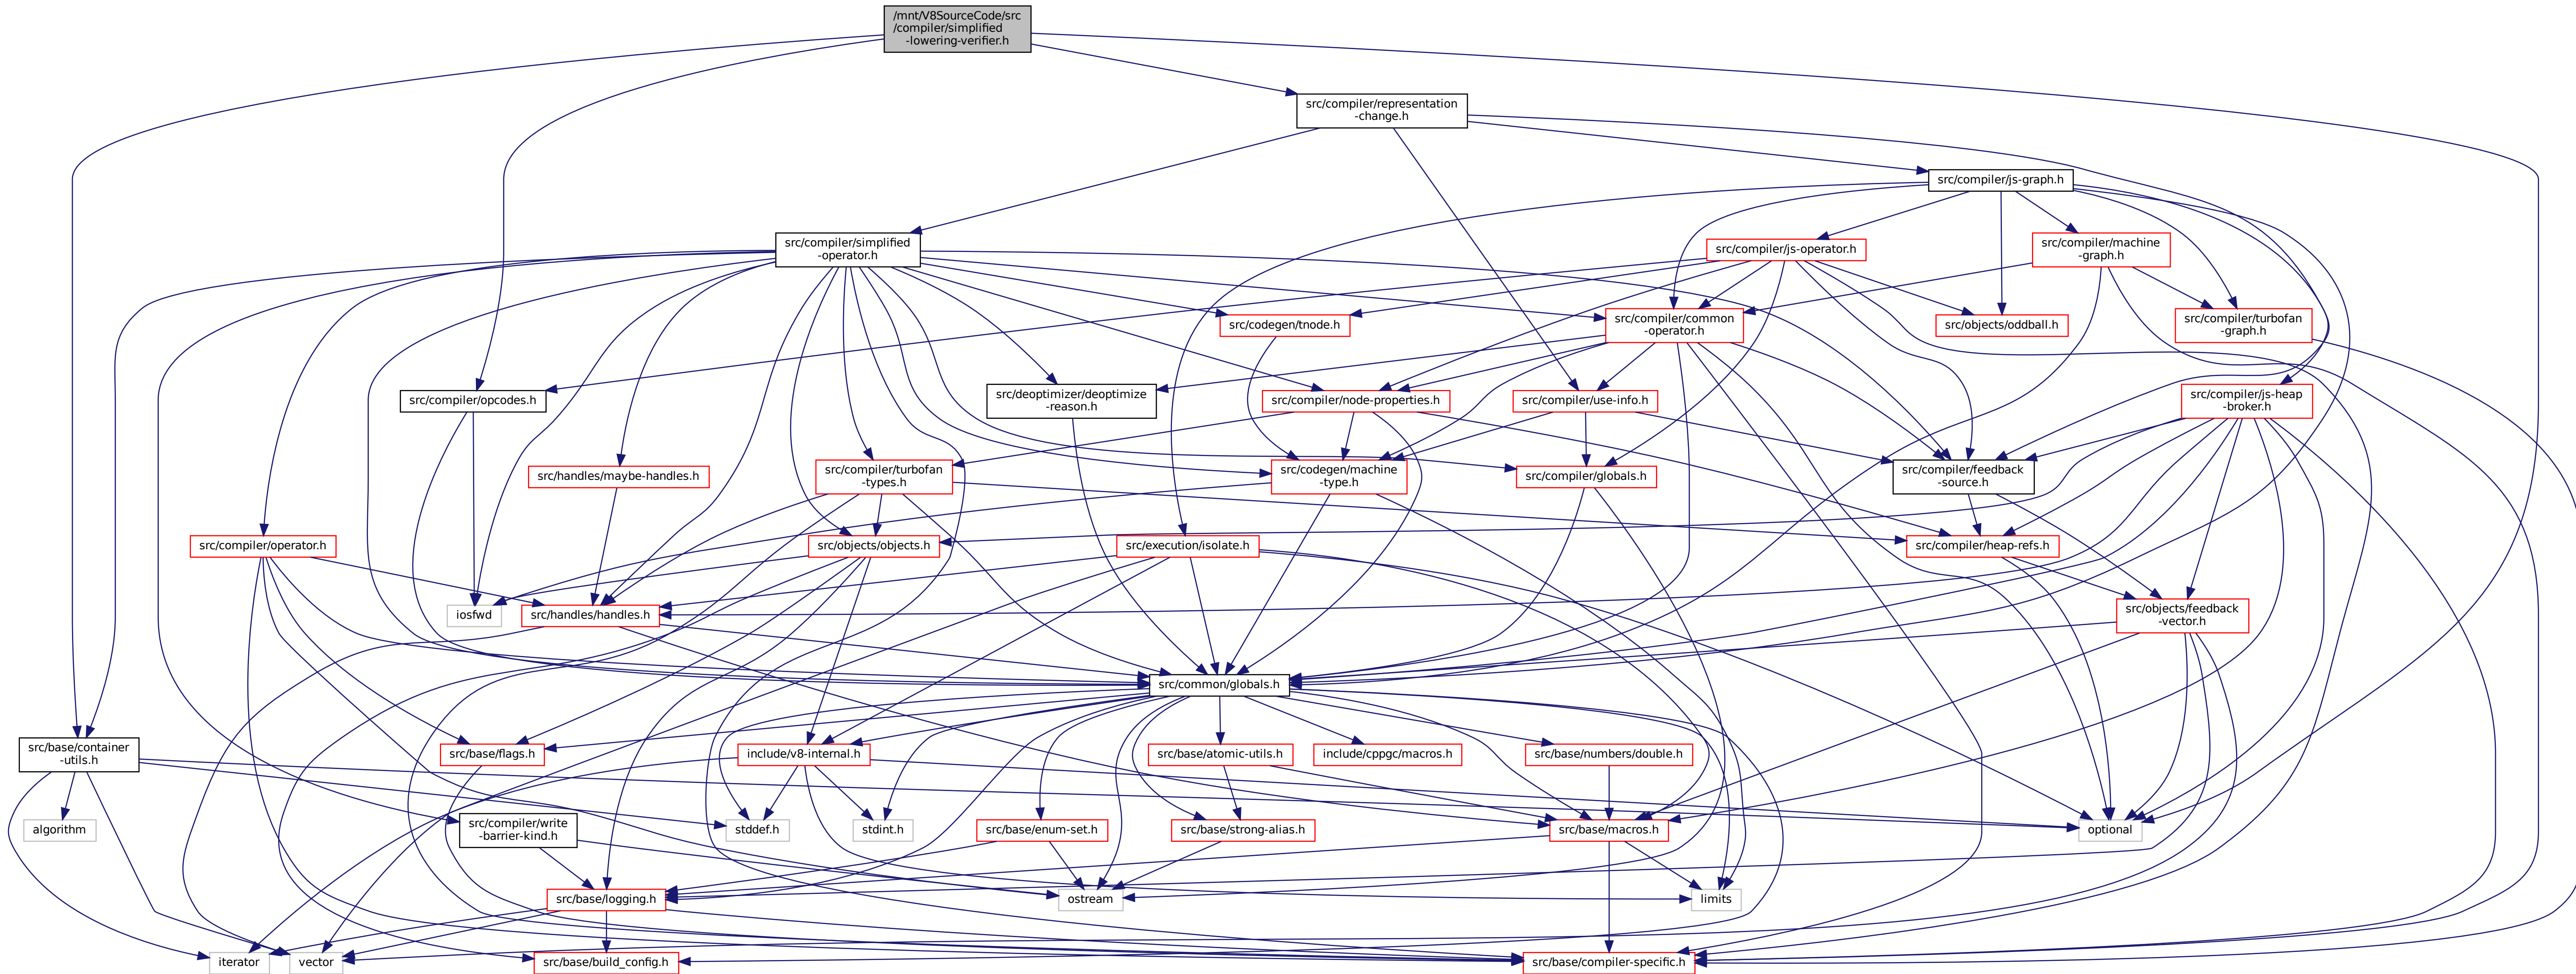 /mnt/V8SourceCode/src
/compiler/simplified
-lowering-verifier.h
src/compiler/representation
-change.h
src/compiler/js-graph.h
src/compiler/simplified
-operator.h
src/compiler/js-operator.h
src/compiler/machine
-graph.h
src/codegen/tnode.h
src/compiler/common
-operator.h
src/objects/oddball.h
src/compiler/turbofan
-graph.h
src/compiler/opcodes.h
src/deoptimizer/deoptimize
-reason.h
src/compiler/node-properties.h
src/compiler/use-info.h
src/compiler/js-heap
-broker.h
src/handles/maybe-handles.h
src/compiler/turbofan
-types.h
src/codegen/machine
-type.h
src/compiler/globals.h
src/compiler/feedback
-source.h
src/compiler/operator.h
src/objects/objects.h
src/execution/isolate.h
src/compiler/heap-refs.h
iosfwd
src/handles/handles.h
src/objects/feedback
-vector.h
src/common/globals.h
src/base/container
-utils.h
src/base/flags.h
include/v8-internal.h
src/base/atomic-utils.h
include/cppgc/macros.h
src/base/numbers/double.h
algorithm
src/compiler/write
-barrier-kind.h
stddef.h
stdint.h
src/base/enum-set.h
src/base/strong-alias.h
src/base/macros.h
optional
src/base/logging.h
ostream
limits
iterator
vector
src/base/build_config.h
src/base/compiler-specific.h